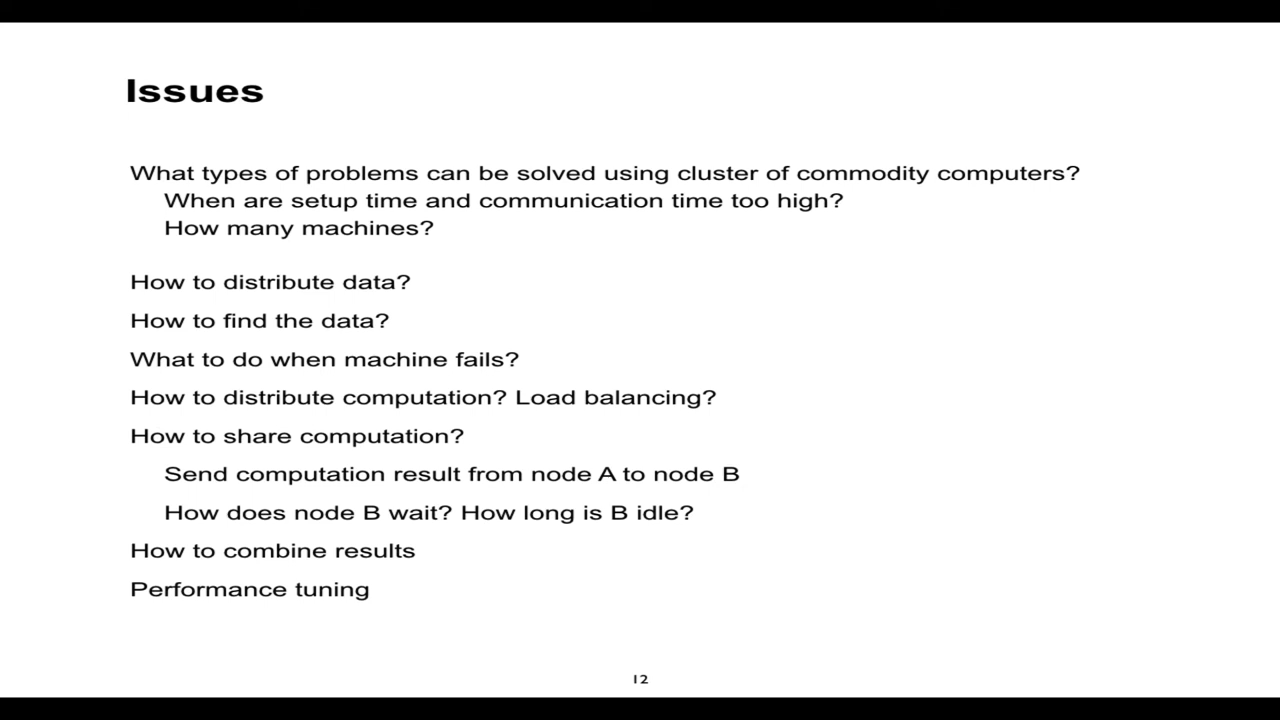 Issues
What types of problems can be solved using cluster of commodity computers?
When are setup time and communication time too high?
How many machines?
How to distribute data?
How to find the data?
What to do when machine fails?
How to distribute computation? Load balancing?
How to share computation?
Send computation result from node A to node B
How does node B wait? How long is B idle?
How to combine results
Performance tuning
12